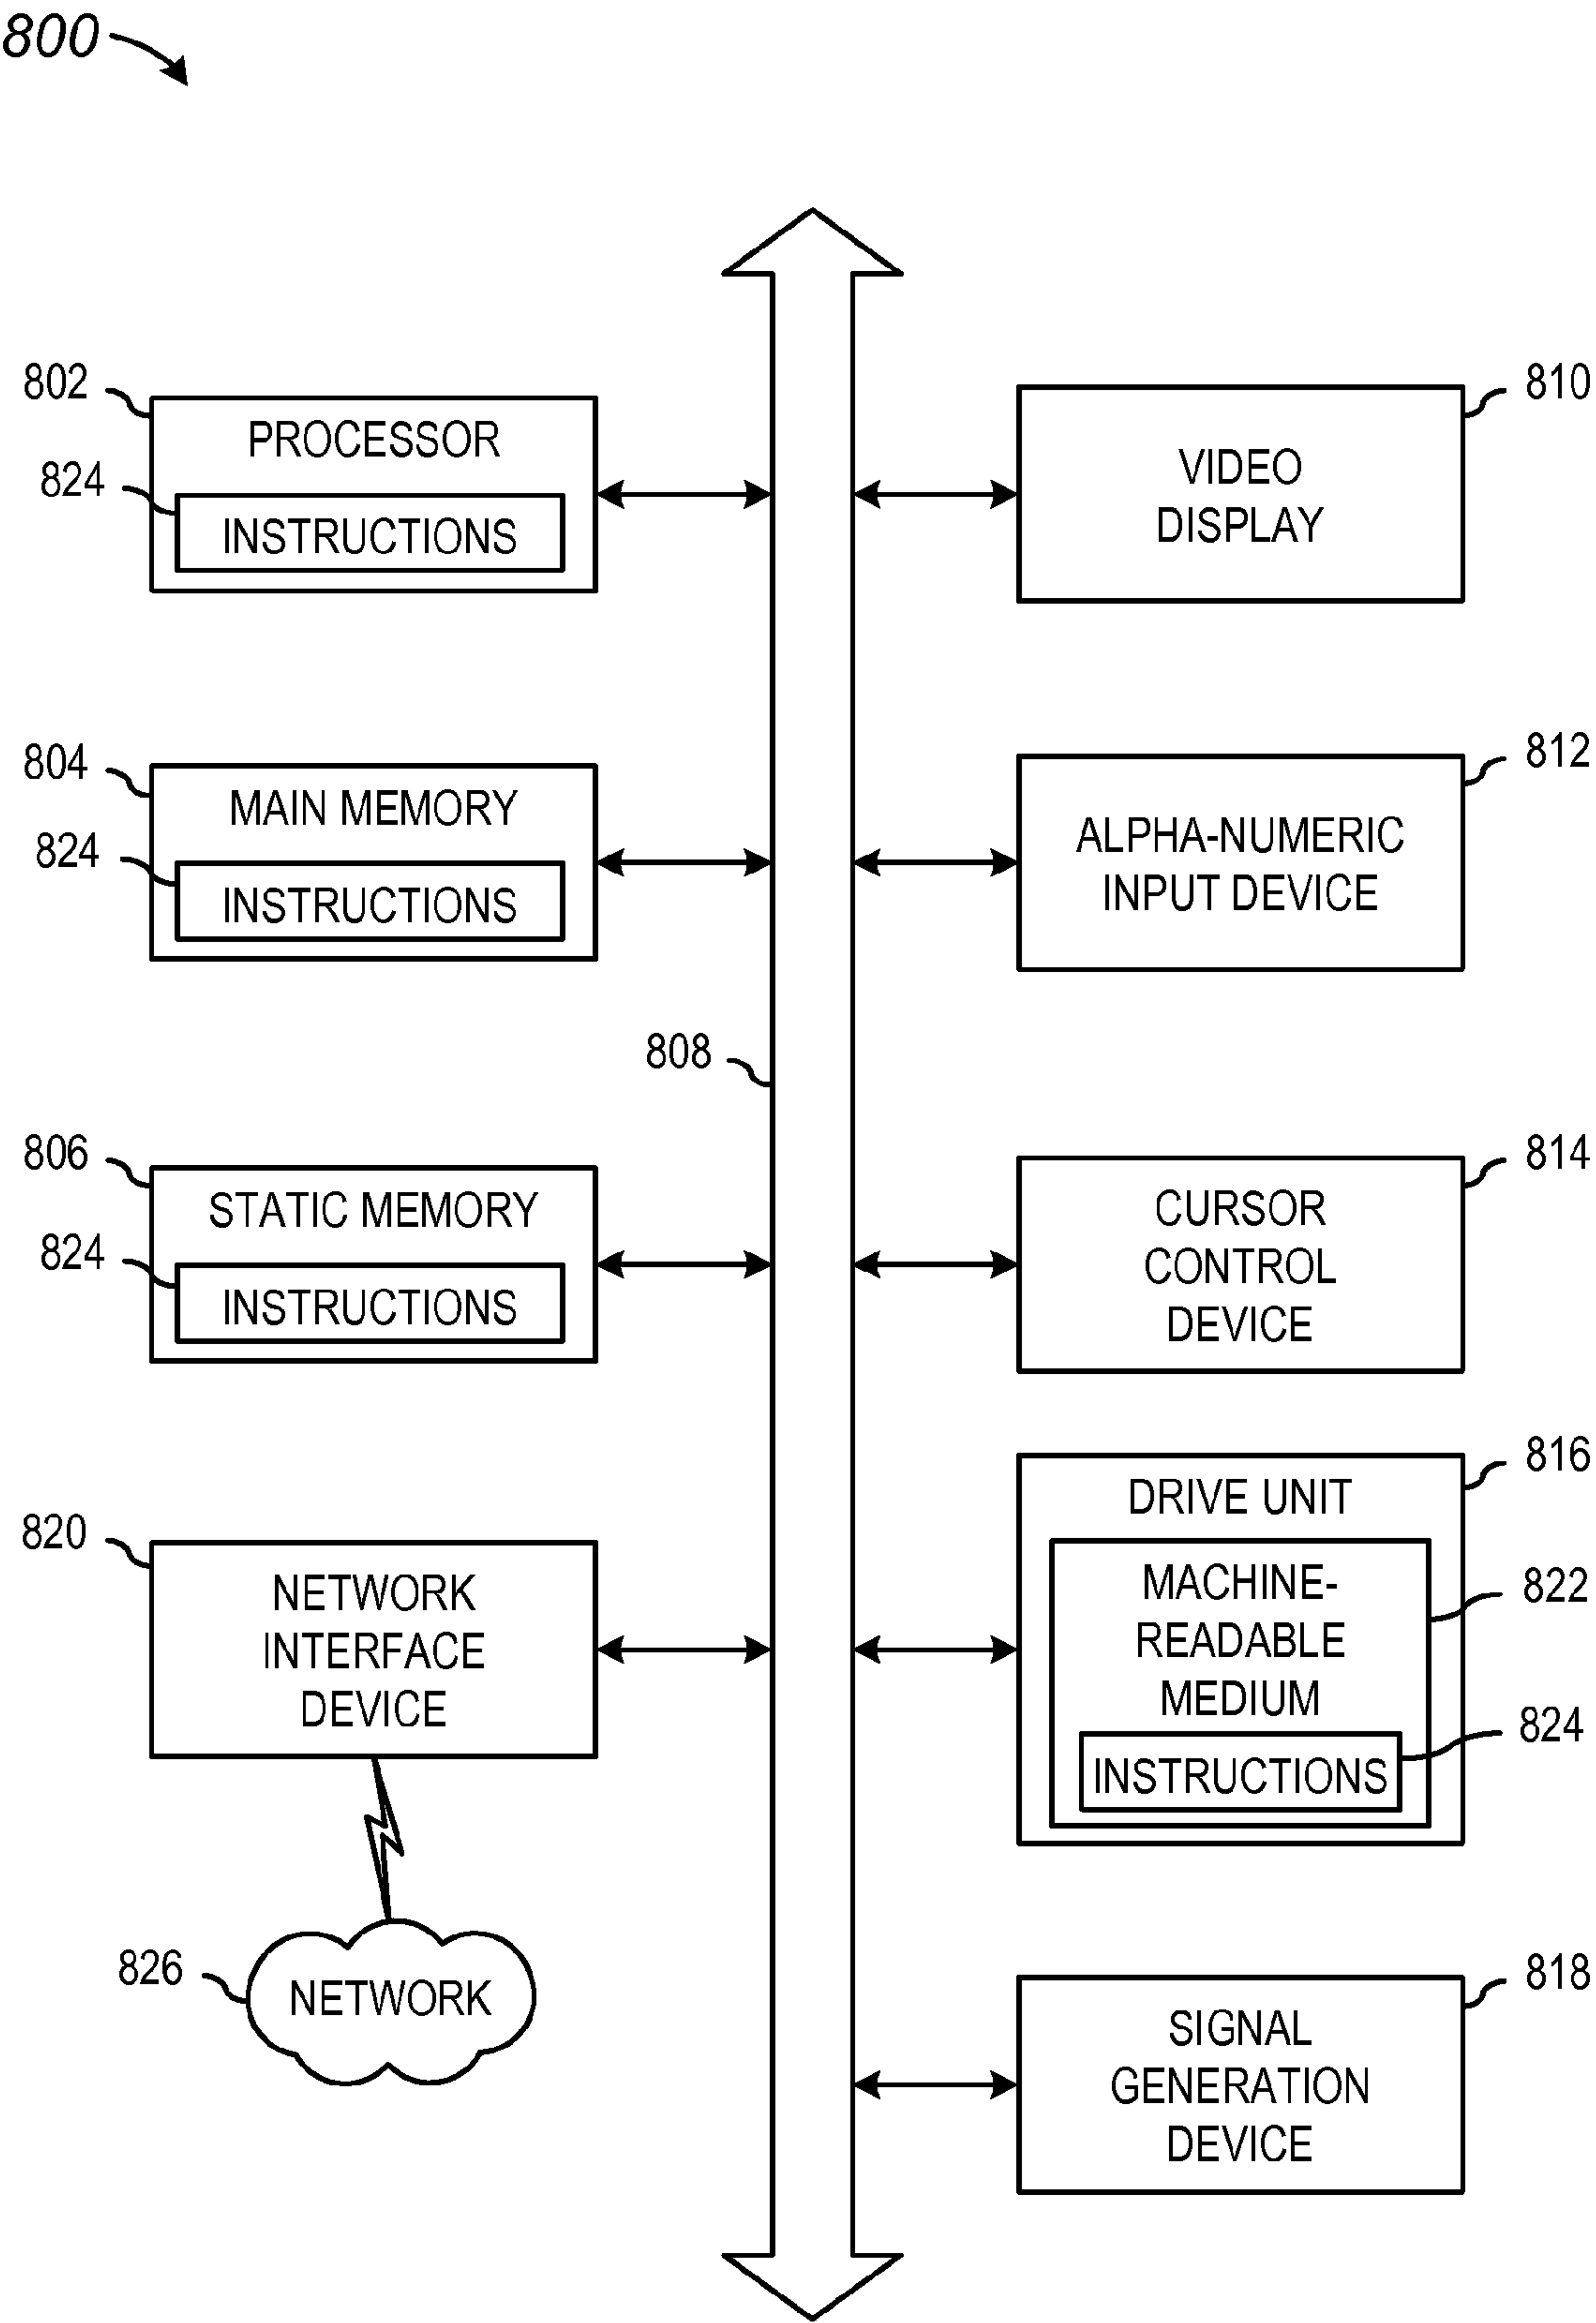 800
802
PROCESSOR
824
INSTRUCTIONS
810
VIDEO
DISPLAY
804
MAIN MEMORY
824
INSTRUCTIONS
812
ALPHA-NUMERIC
INPUT DEVICE
808
806
STATIC MEMORY
824
INSTRUCTIONS
814
CURSOR
CONTROL
DEVICE
820
NETWORK
INTERFACE
DEVICE
816
DRIVE UNIT
822
MACHINE-
READABLE
MEDIUM
824
INSTRUCTIONS
826
NETWORK
818
SIGNAL
GENERATION
DEVICE